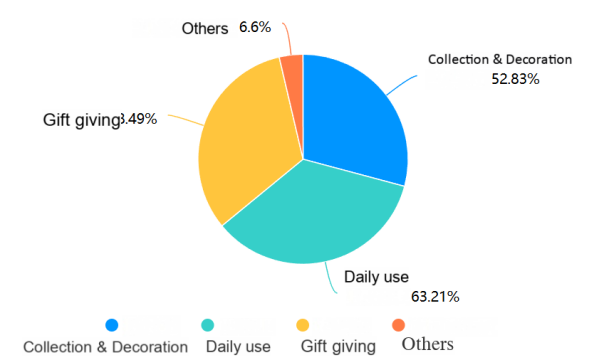 Others 6.6%
Collection & Decoration
52.83%
Gift giving .49%
Daily use
63.21%
Collection & Decoration Daily use Gift giving Others